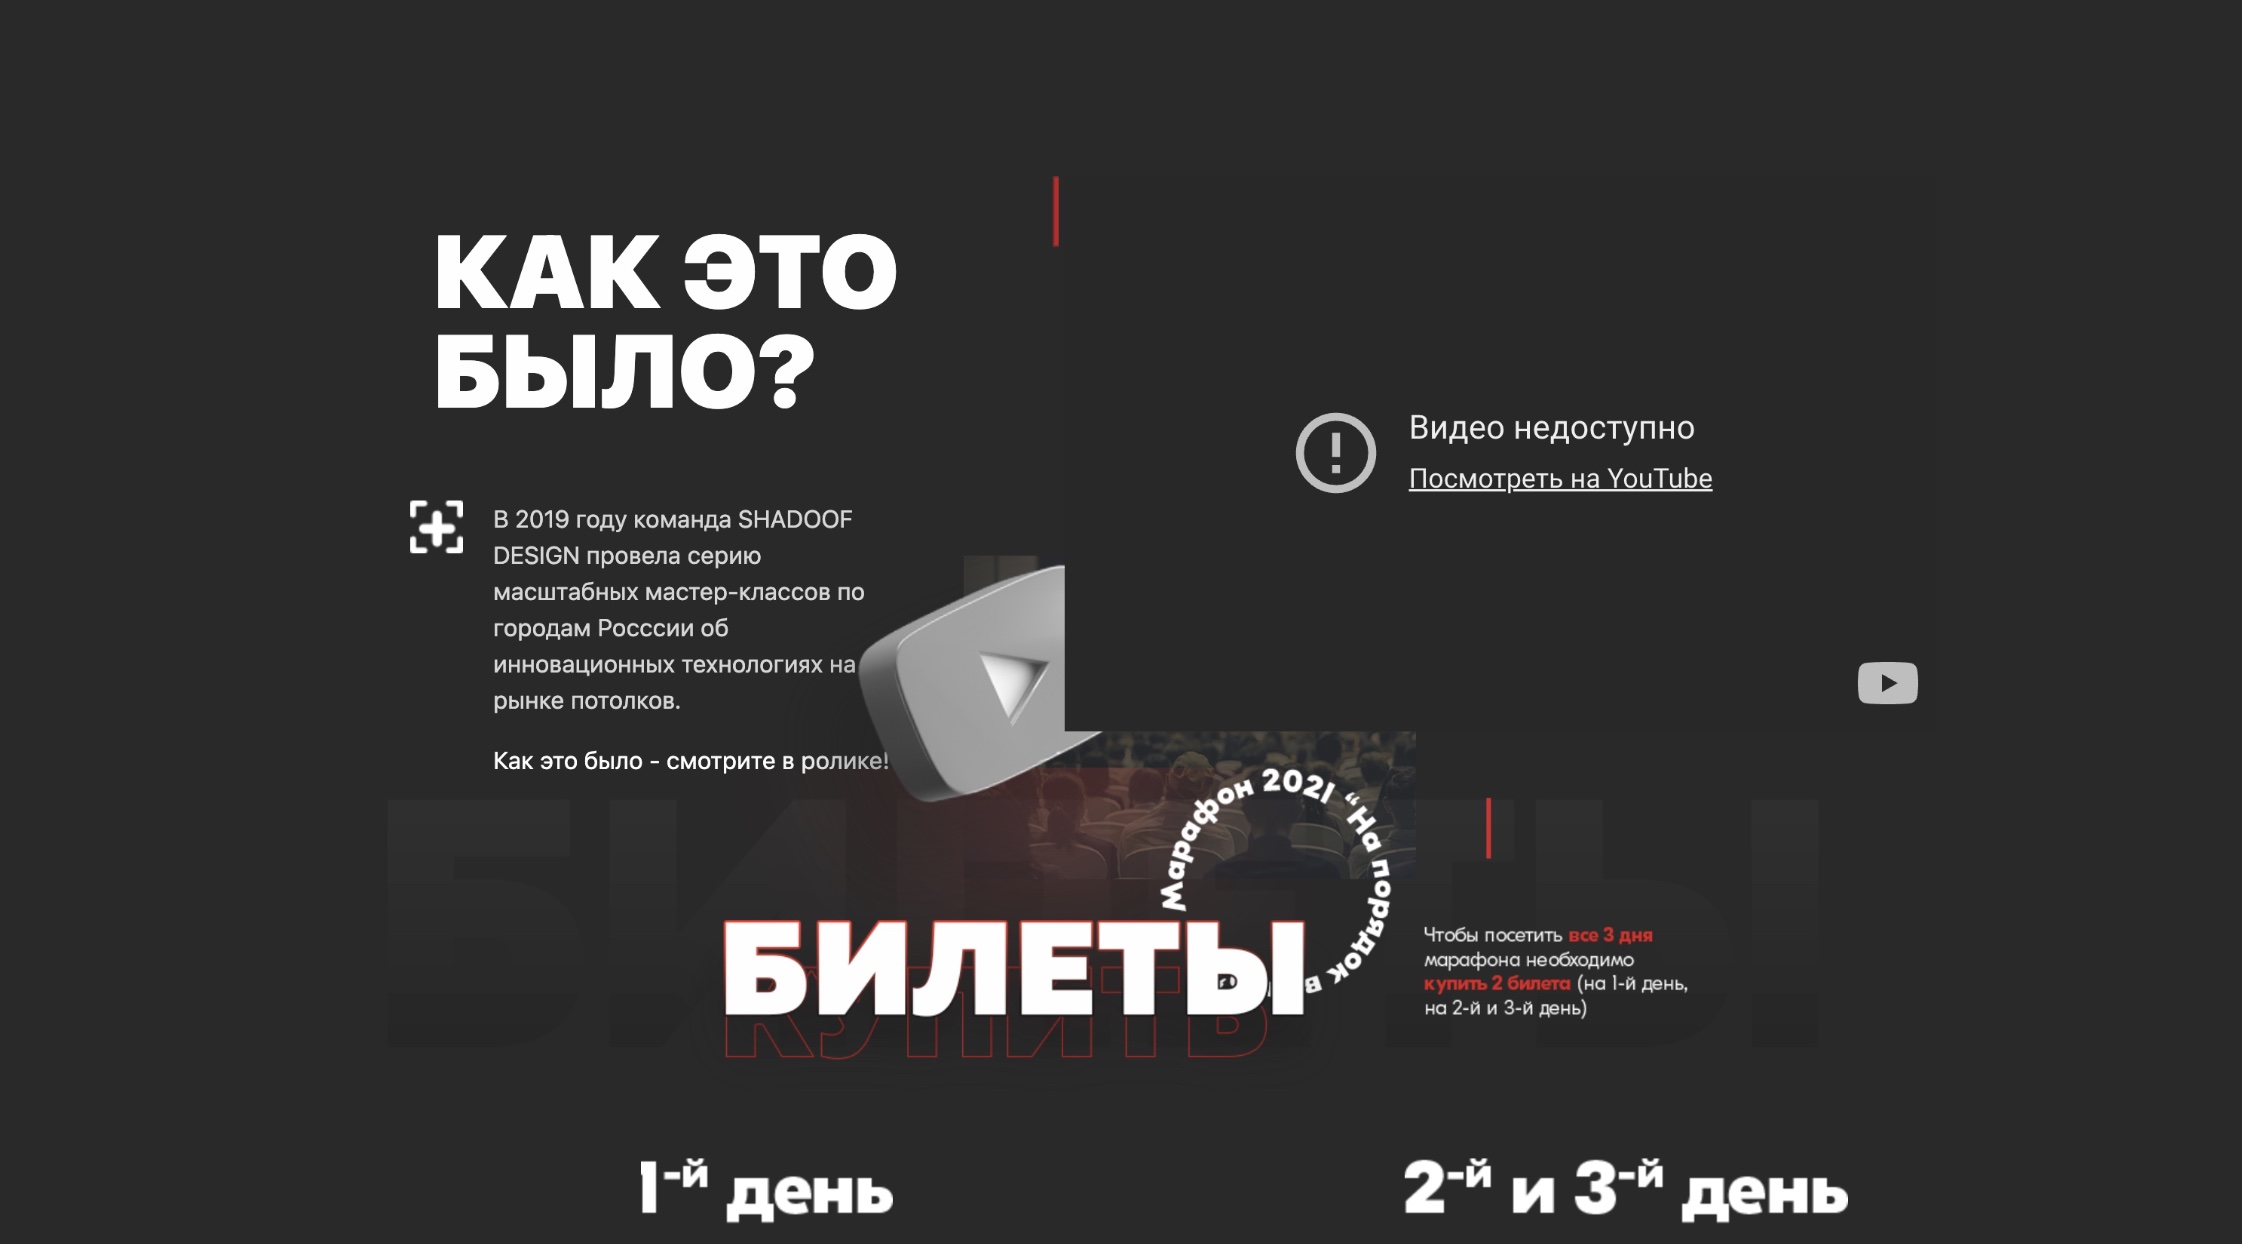 КАК ЭТО
БЫЛО?
Видео недоступно
Посмотреть на YouTube
В 2019 году команда SHADOOF
DESIGN провела серию
масштабных мастер-классов по
городам Росссии об
инновационных технологиях на
рынке потолков.
Как это было - смотрите в ролике!
БИЛЕТЫ
Марафон 2021 “На порядок в
БИЛЕТЫ
КУПИТЬ
Чтобы посетить все 3 дня
марафона необходимо
купить 2 билета (на 1-й день,
на 2-й и 3-й день)
1-й день
2-й и 3-й день